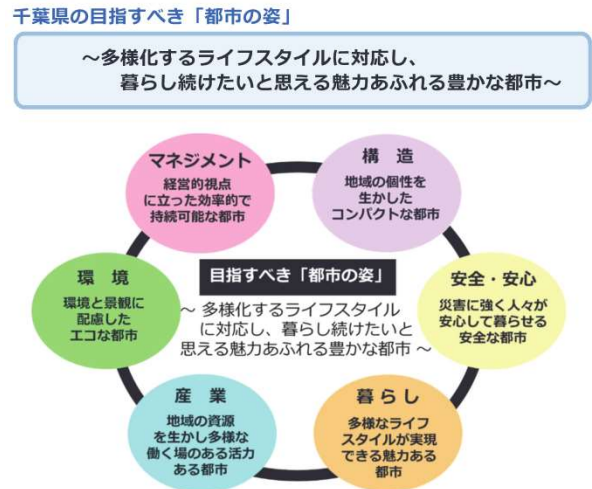 千葉県の目指すべき「都市の姿」
～多様化するライフスタイルに対応し、
暮らし続けたいと思える魅力あふれる豊かな都市～
マネジメント
経営的視点
に立った効率的で
持続可能な都市
構　造
地域の個性を
生かした
コンパクトな都市
環　境
環境と景観に
配慮した
エコな都市
目指すべき「都市の姿」
～ 多様化するライフスタイル
に対応し、暮らし続けたいと
思える魅力あふれる豊かな都市 ～
安全・安心
災害に強く人々が
安心して暮らせる
安全な都市
産　業
地域の資源
を生かし多様な
働く場のある活力
ある都市
暮らし
多様なライフ
スタイルが実現
できる魅力ある
都市